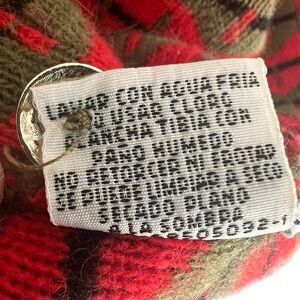 LAVAR CON AGUA FRIA
NO USAR CLORO
PLANCHA TIBIA CON
PAÑO HUMEDO
NO RETORCER NI FROTAR
SE PUEDE LIMPIAR A SECO
SECADO PLANO
A LA SOMBRA